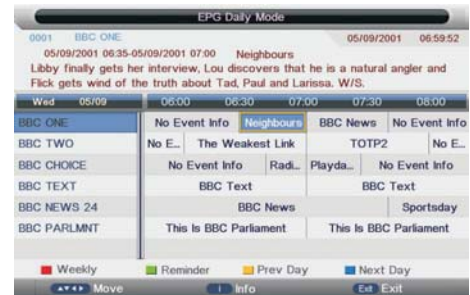 EPG Daily Mode
0001 BBC ONE 05/09/2001 06:59:52
05/09/2001 06:35-05/09/2001 07:00 Neighbours
Libby finally gets her interview, Lou discovers that he is a natural angler and
Flick gets wind of the truth about Tad, Paul and Larissa. W/S.
Wed 05/09 06:00 06:30 07:00 07:30 08:00
BBC ONE No Event Info Neighbours BBC News No Event Info
BBC TWO No E... The Weakest Link TOTP2 No E...
BBC CHOICE No Event Info Radi... Playda... No Event Info
BBC TEXT BBC Text BBC Text
BBC NEWS 24 BBC News Sportsday
BBC PARLMNT This Is BBC Parliament This Is BBC Parliament
Weekly Reminder Prev Day Next Day
Move i Info Exit Exit